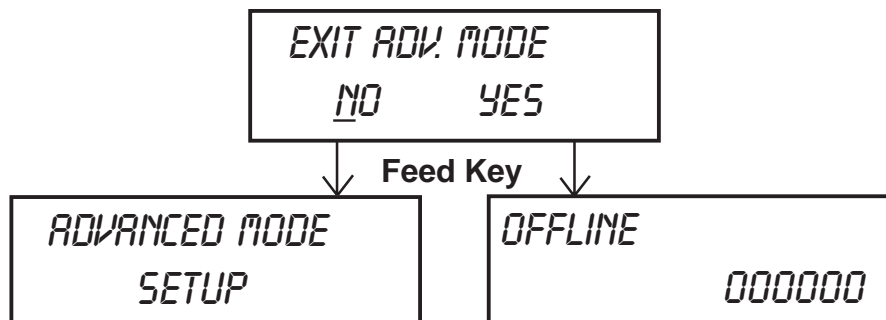 EXIT ADV. MODE
NO YES
Feed Key
ADVANCED MODE
SETUP
OFFLINE
000000